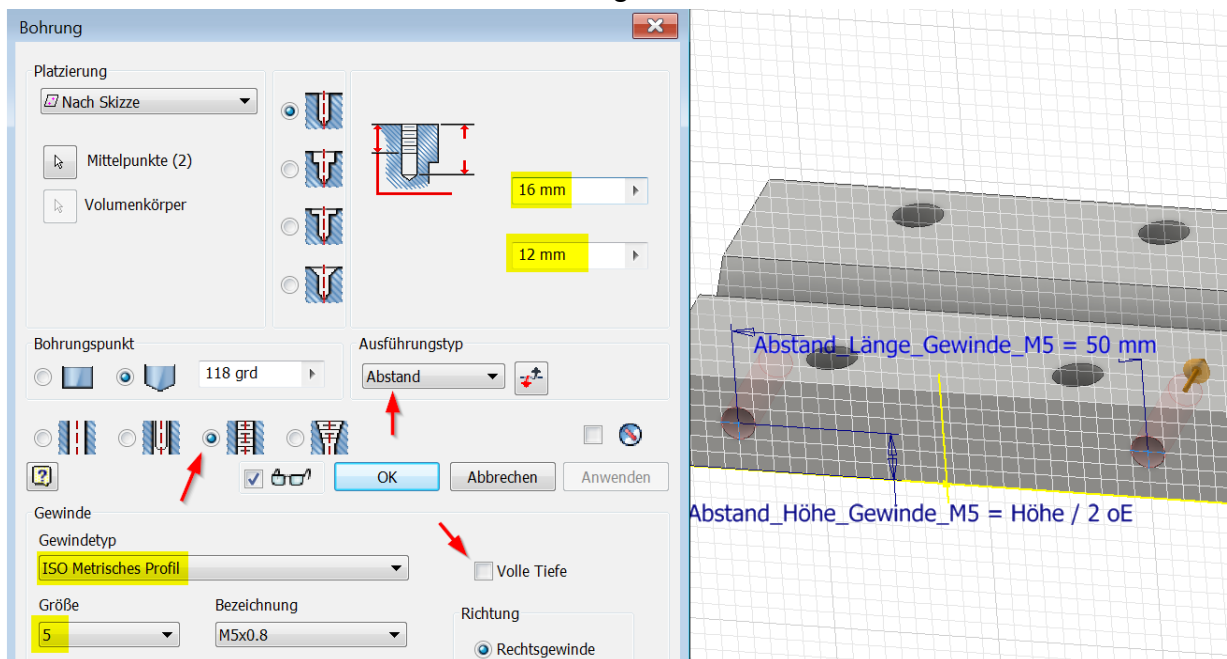 Bohrung
Platzierung
Nach Skizze
Mittelpunkte (2)
Volumenkörper
16 mm
12 mm
Bohrungspunkt
118 grd
Ausführungstyp
Abstand
OK
Abbrechen
Anwenden
Gewinde
Gewindetyp
ISO Metrisches Profil
Volle Tiefe
Größe
Bezeichnung
5
M5x0.8
Richtung
Rechtsgewinde
Abstand_Länge_Gewinde_M5 = 50 mm
Abstand_Höhe_Gewinde_M5 = Höhe / 2 oE